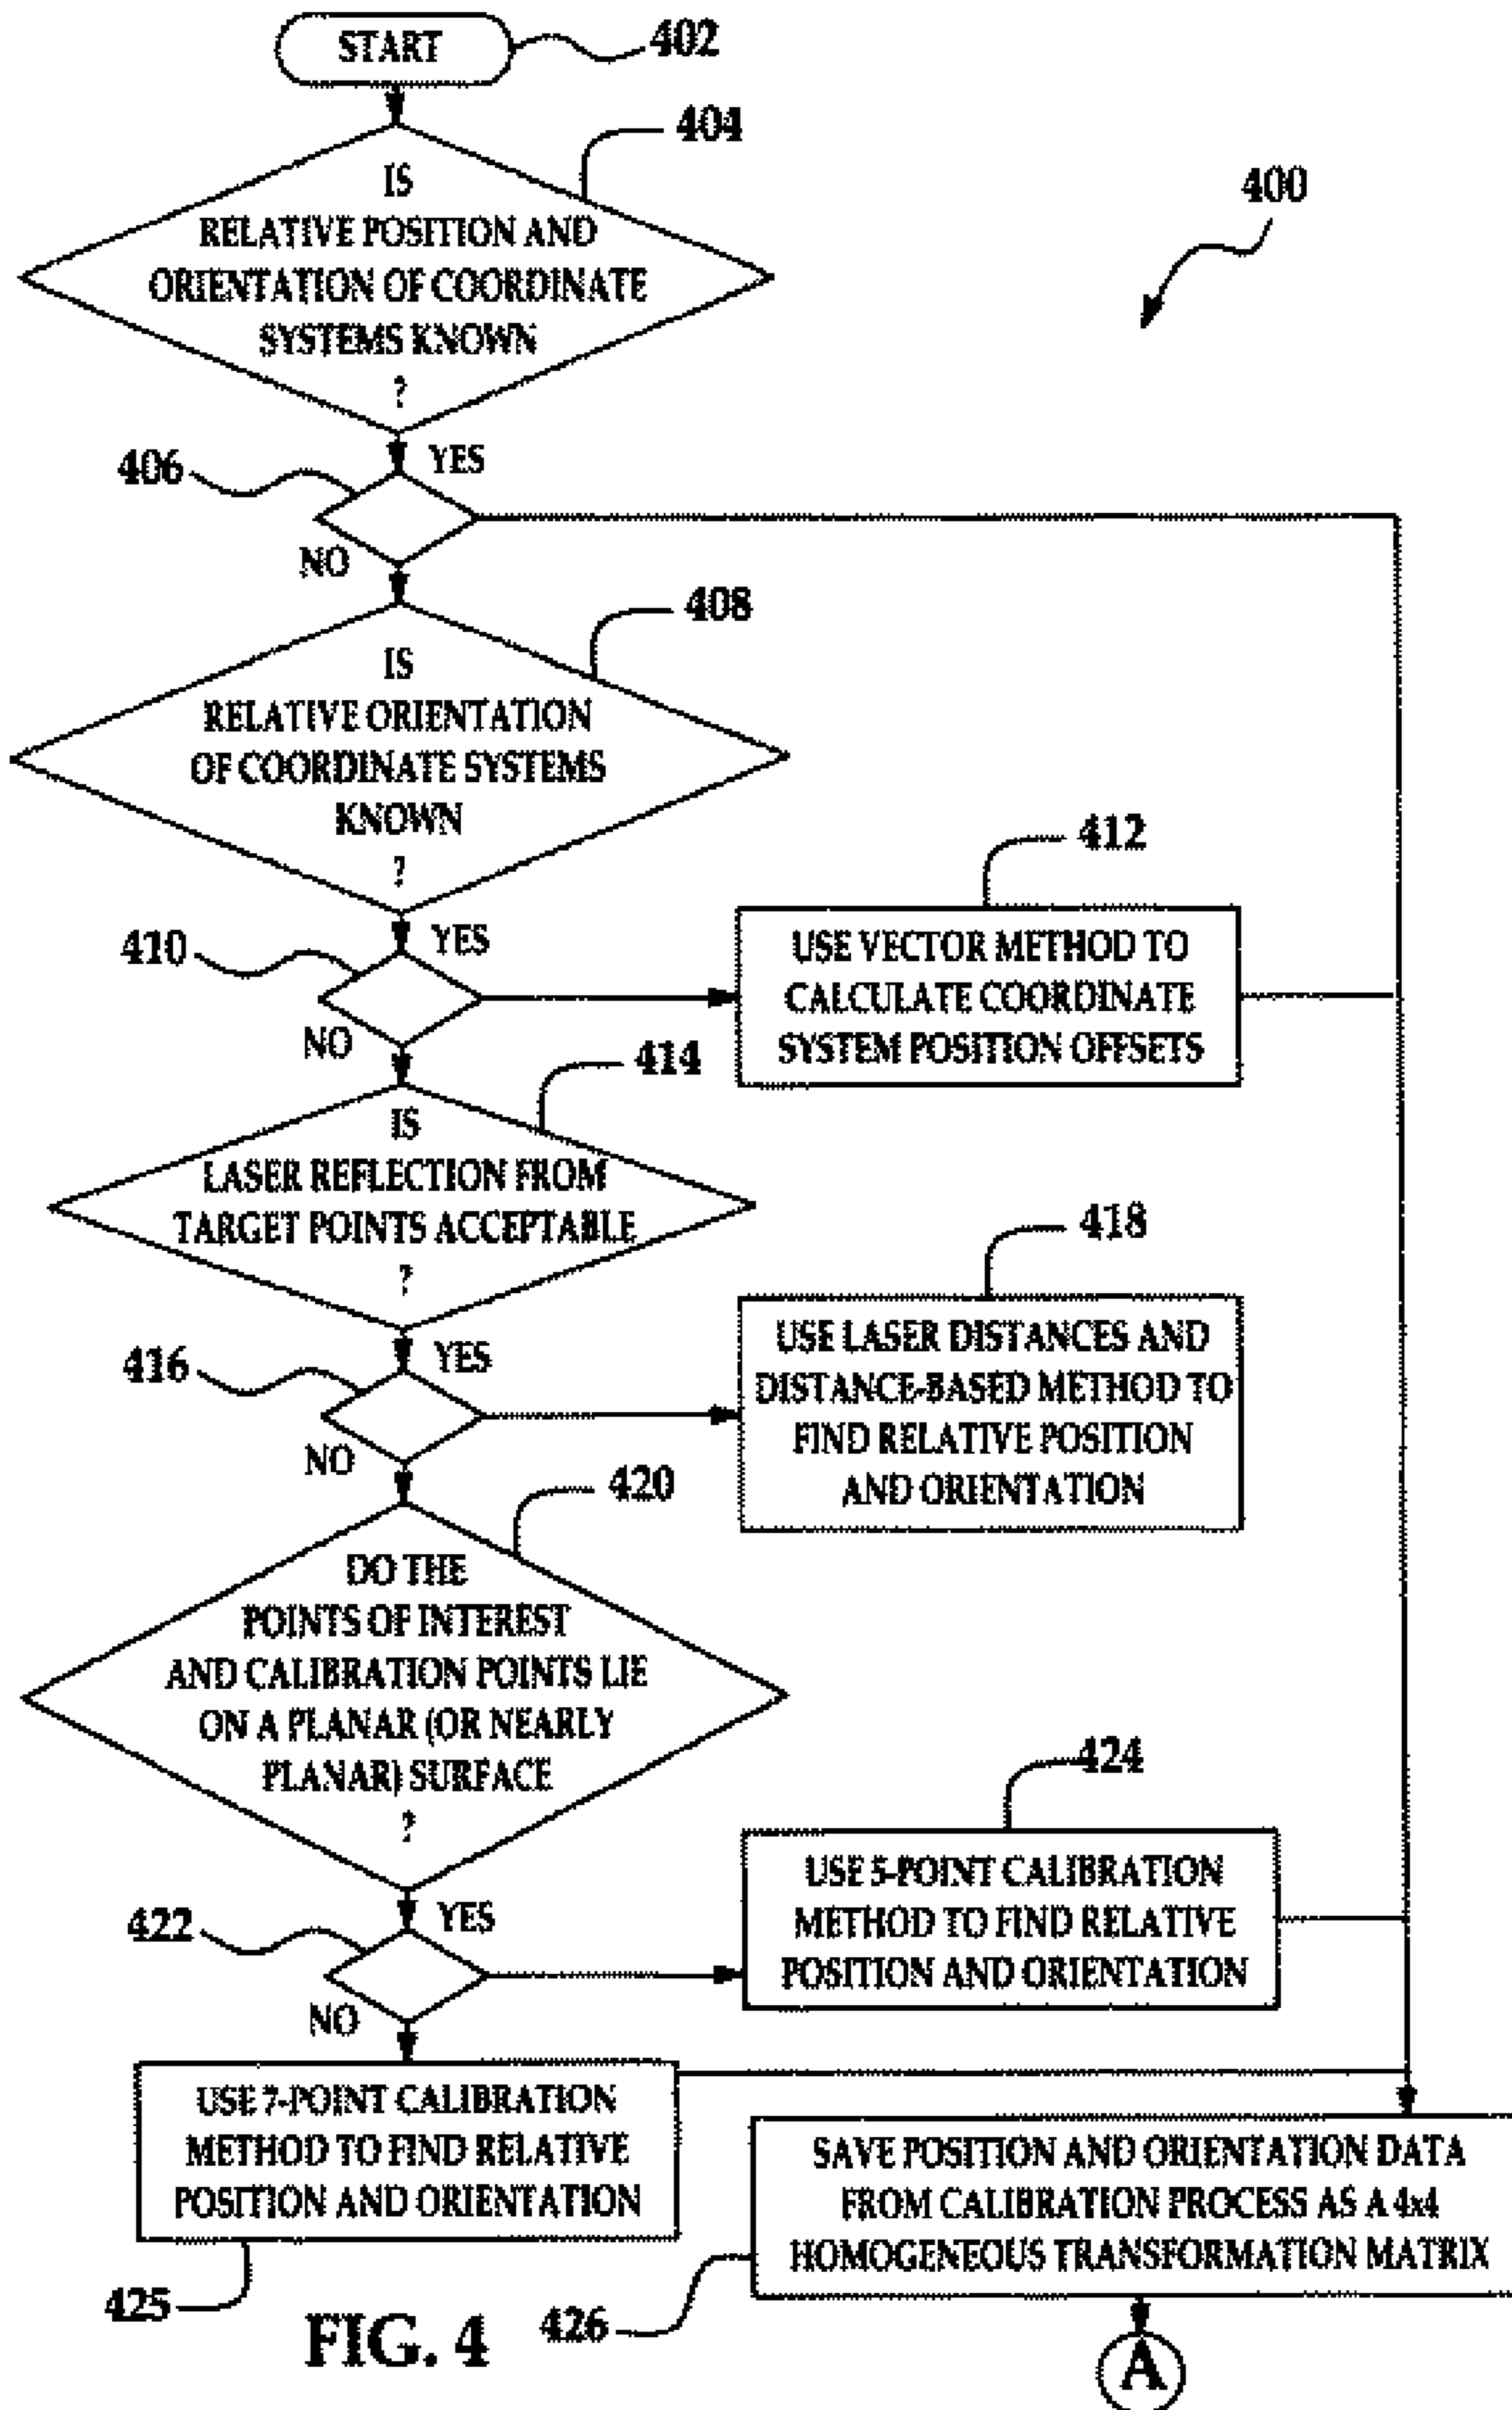 START
402
404
IS
RELATIVE POSITION AND
ORIENTATION OF COORDINATE
SYSTEMS KNOWN
?
400
406
YES
NO
408
IS
RELATIVE ORIENTATION
OF COORDINATE SYSTEMS
KNOWN
?
410
YES
NO
412
USE VECTOR METHOD TO
CALCULATE COORDINATE
SYSTEM POSITION OFFSETS
414
IS
LASER REFLECTION FROM
TARGET POINTS ACCEPTABLE
?
416
YES
NO
418
USE LASER DISTANCES AND
DISTANCE-BASED METHOD TO
FIND RELATIVE POSITION
AND ORIENTATION
420
DO THE
POINTS OF INTEREST
AND CALIBRATION POINTS LIE
ON A PLANAR (OR NEARLY
PLANAR) SURFACE
?
422
YES
NO
424
USE 5-POINT CALIBRATION
METHOD TO FIND RELATIVE
POSITION AND ORIENTATION
USE 7-POINT CALIBRATION
METHOD TO FIND RELATIVE
POSITION AND ORIENTATION
425
SAVE POSITION AND ORIENTATION DATA
FROM CALIBRATION PROCESS AS A 4x4
HOMOGENEOUS TRANSFORMATION MATRIX
426
A
FIG. 4